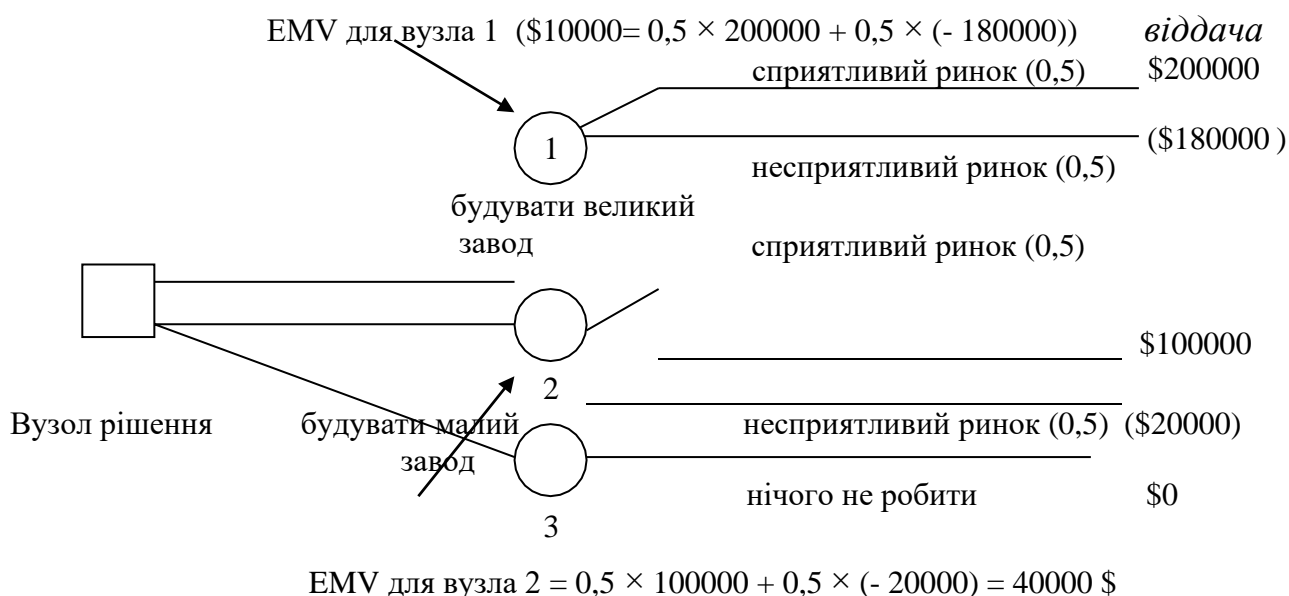 EMV для вузла 1 ($10000= 0,5 × 200000 + 0,5 × (- 180000)) віддача
сприятливий ринок (0,5) $200000
1
($180000 )
несприятливий ринок (0,5)
будувати великий
завод
сприятливий ринок (0,5)
$100000
2
Вузол рішення будувати малий несприятливий ринок (0,5) ($20000)
завод
нічого не робити $0
3
EMV для вузла 2 = 0,5 × 100000 + 0,5 × (- 20000) = 40000 $